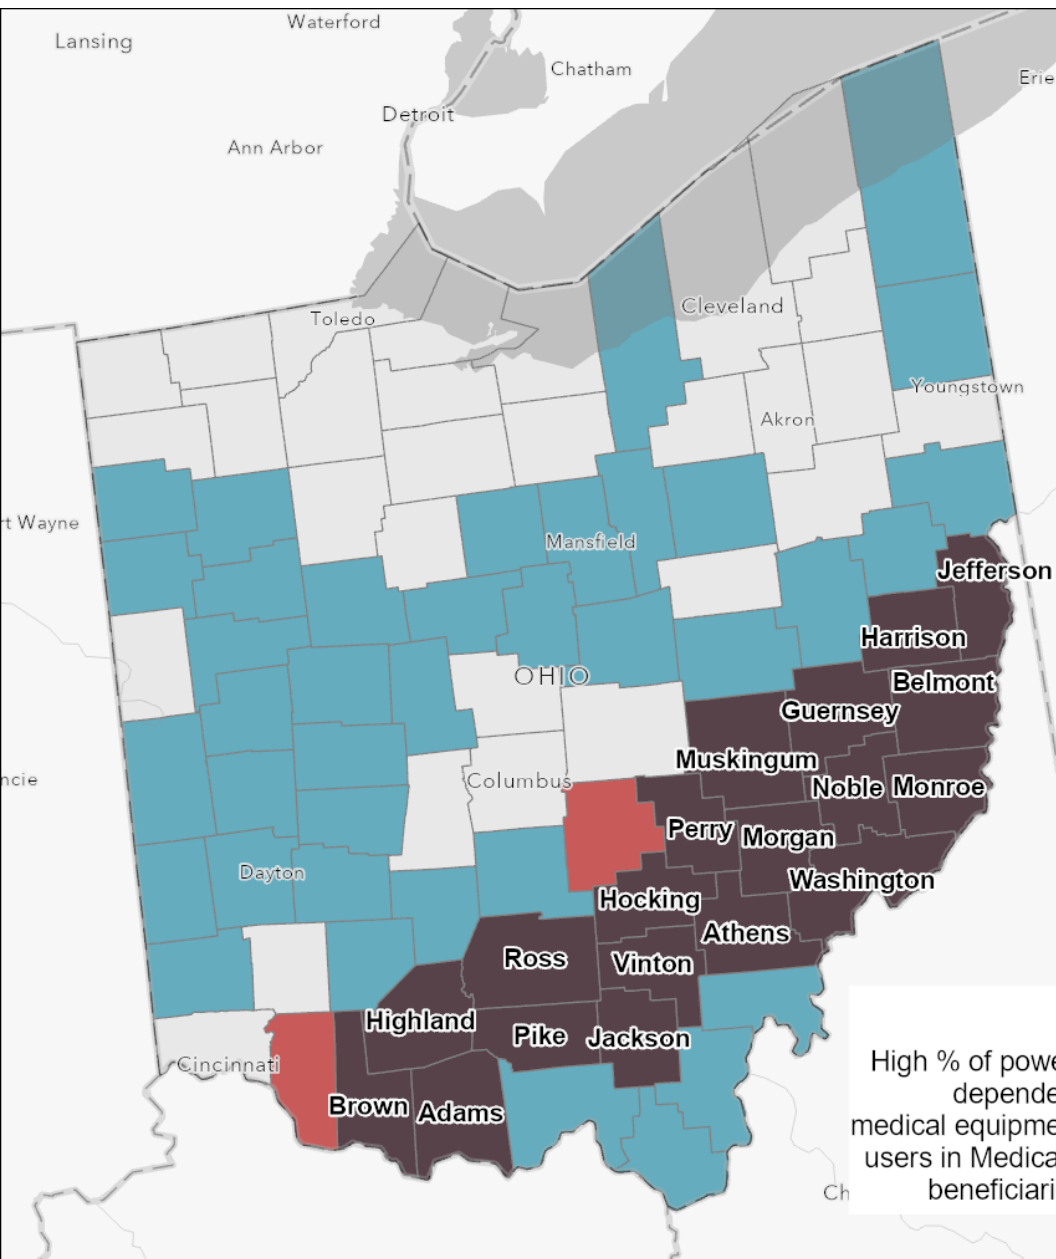 Waterford
Lansing
Chatham
Erie
Detroit
Ann Arbor
Toledo
Cleveland
Youngstown
Akron
rt Wayne
Mansfield
Jefferson
Harrison
OHIO
Belmont
Guernsey
Muskingum
ncie
Columbus
Noble
Monroe
Perry
Morgan
Dayton
Washington
Hocking
Athens
Ross
Vinton
Highland
Pike
Jackson
Cincinnati
Brown
Adams
High % of powe
depende
medical equipme
users in Medica
beneficiari
Ch